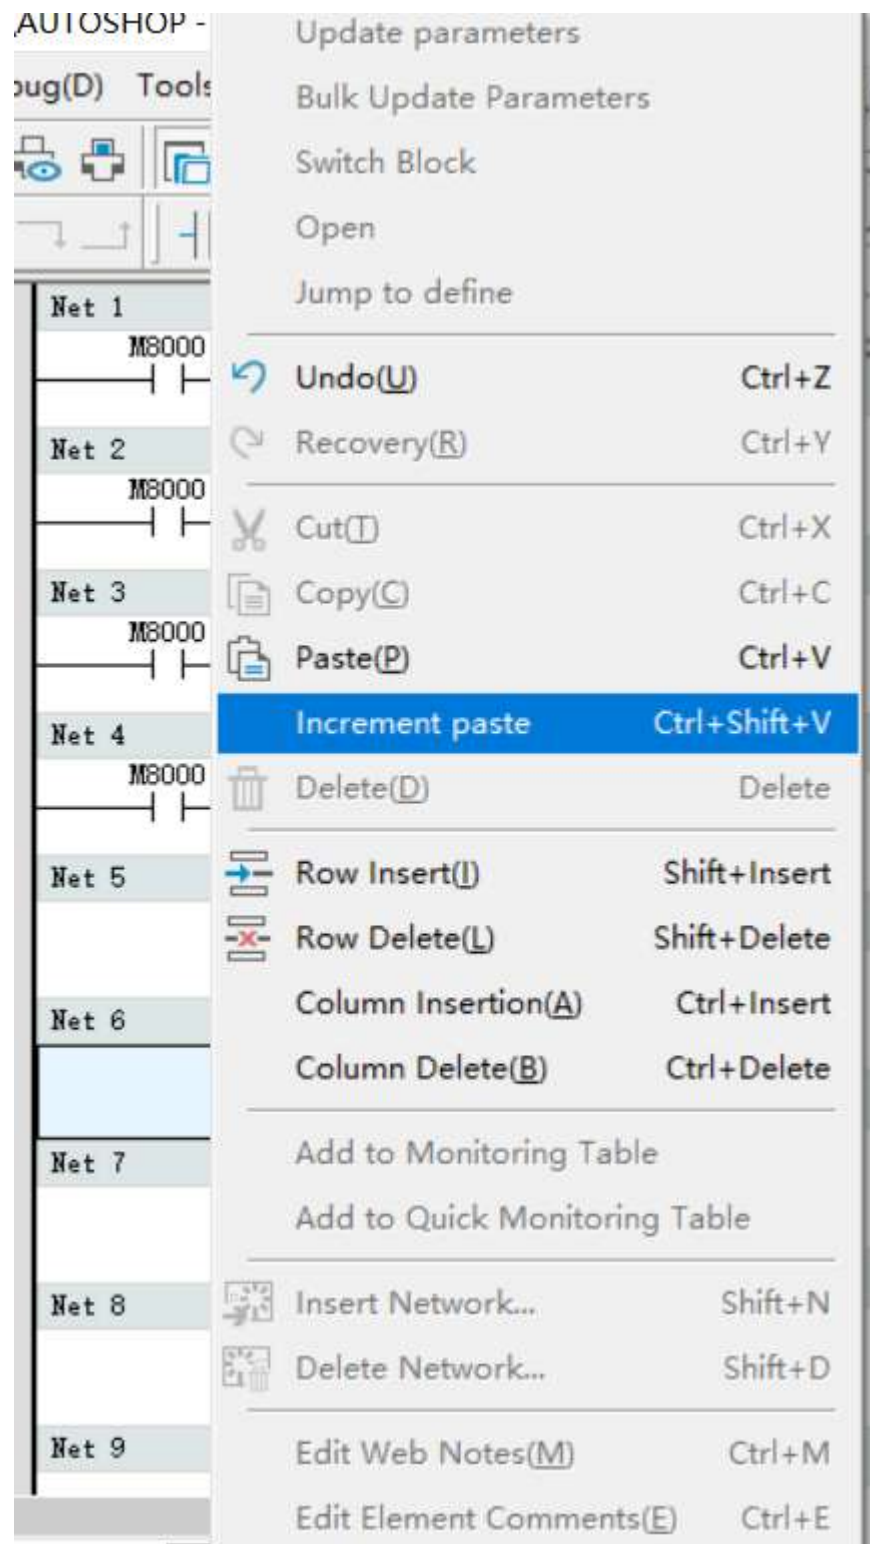 AUTOSHOP -
bug(D) Tools
Net 1
M8000
Net 2
M8000
Net 3
M8000
Net 4
M8000
Net 5
Net 6
Net 7
Net 8
Net 9
Update parameters
Bulk Update Parameters
Switch Block
Open
Jump to define
Undo(U) Ctrl+Z
Recovery(R) Ctrl+Y
Cut(T) Ctrl+X
Copy(C) Ctrl+C
Paste(P) Ctrl+V
Increment paste Ctrl+Shift+V
Delete(D) Delete
Row Insert(I) Shift+Insert
Row Delete(L) Shift+Delete
Column Insertion(A) Ctrl+Insert
Column Delete(B) Ctrl+Delete
Add to Monitoring Table
Add to Quick Monitoring Table
Insert Network... Shift+N
Delete Network... Shift+D
Edit Web Notes(M) Ctrl+M
Edit Element Comments(E) Ctrl+E